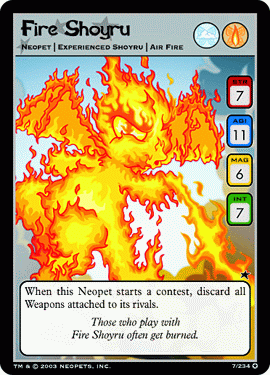 Fire Shoyru
Neopet | Experienced Shoyru | Air Fire
STR
7
AGI
11
MAG
6
INT
7
When this Neopet starts a contest, discard all
Weapons attached to its rivals.
Those who play with
Fire Shoyru often get burned.
TM & © 2003 NEOPETS, INC.
7/234